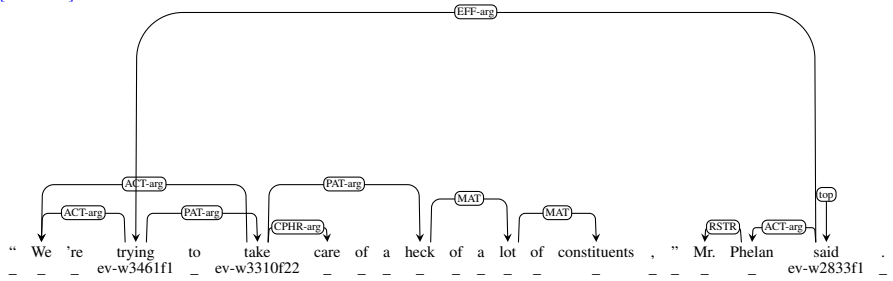 EFF-arg
ACT-arg PAT-arg
MAT top
ACT-arg PAT-arg CPHR-arg MAT RSTR ACT-arg
“ We 're trying to take care of a heck of a lot of constituents , ” Mr. Phelan said .
_ _ _ ev-w3461f1 _ ev-w3310f22 _ _ _ _ _ _ _ _ _ _ _ _ _ ev-w2833f1 _